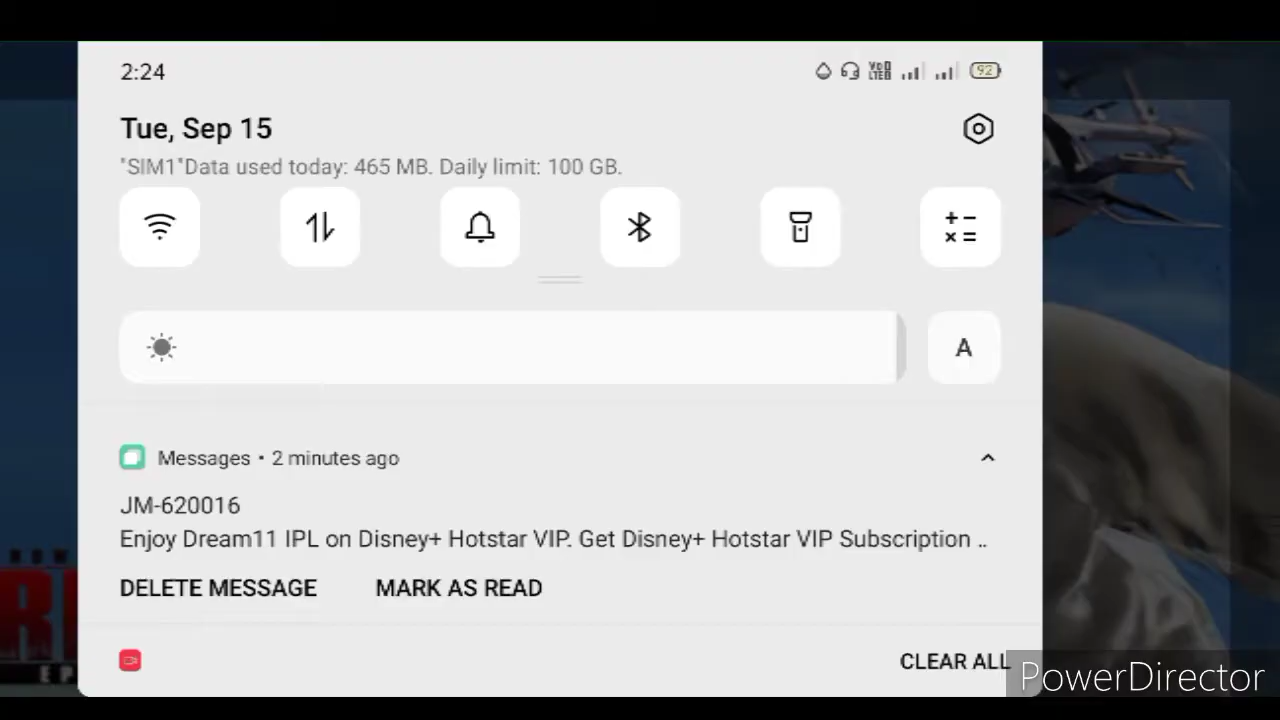 2:24
VoD LTEB
92
Tue, Sep 15
"SIM1"Data used today: 465 MB. Daily limit: 100 GB.
A
Messages • 2 minutes ago
JM-620016
Enjoy Dream11 IPL on Disney+ Hotstar VIP. Get Disney+ Hotstar VIP Subscription ..
DELETE MESSAGE MARK AS READ
CLEAR ALL
PowerDirector